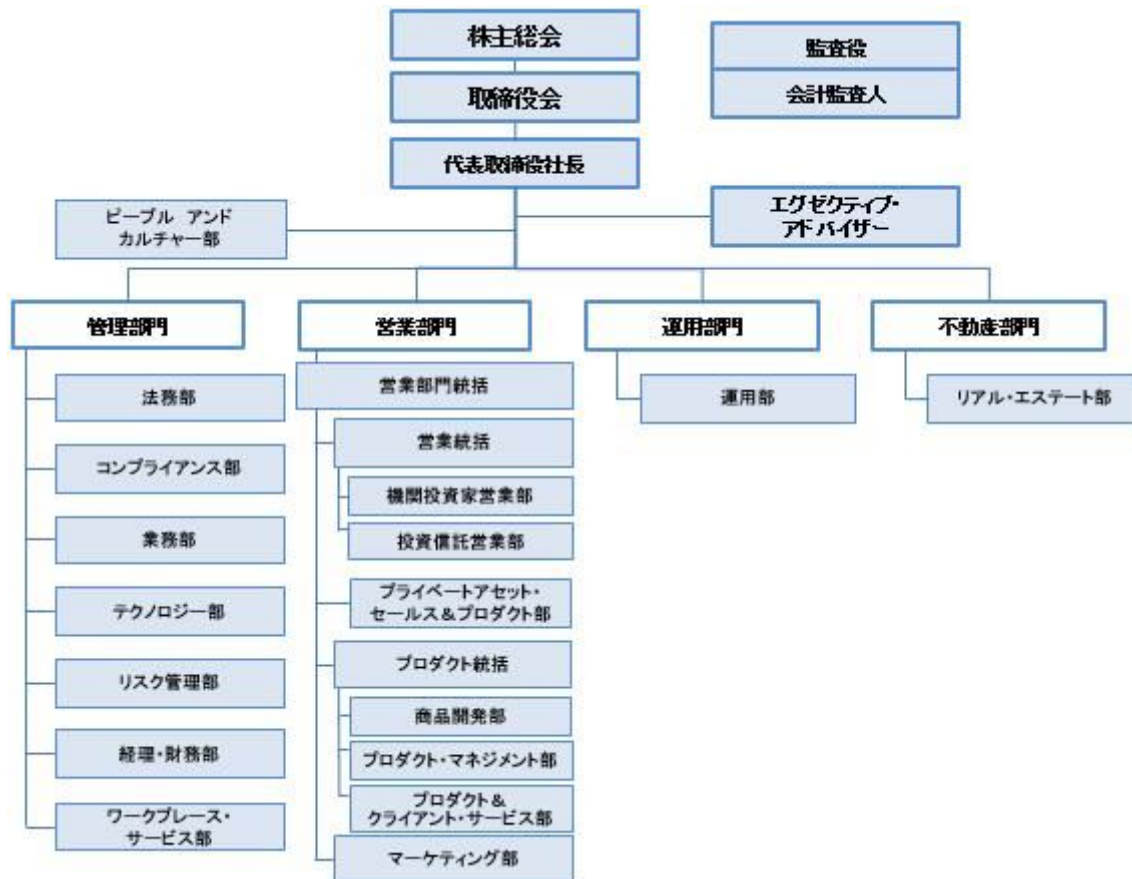 株主総会
監査役
取締役会
会計監査人
代表取締役社長
ピープル アンド
カルチャー部
エグゼクティブ・
アドバイザー
管理部門
営業部門
運用部門
不動産部門
法務部
コンプライアンス部
業務部
テクノロジー部
リスク管理部
経理・財務部
ワークプレース・
サービス部
営業部門統括
営業統括
機関投資家営業部
投資信託営業部
プライベートアセット・
セールス&プロダクト部
プロダクト統括
商品開発部
プロダクト・マネジメント部
プロダクト&
クライアント・サービス部
マーケティング部
運用部
リアル・エステート部